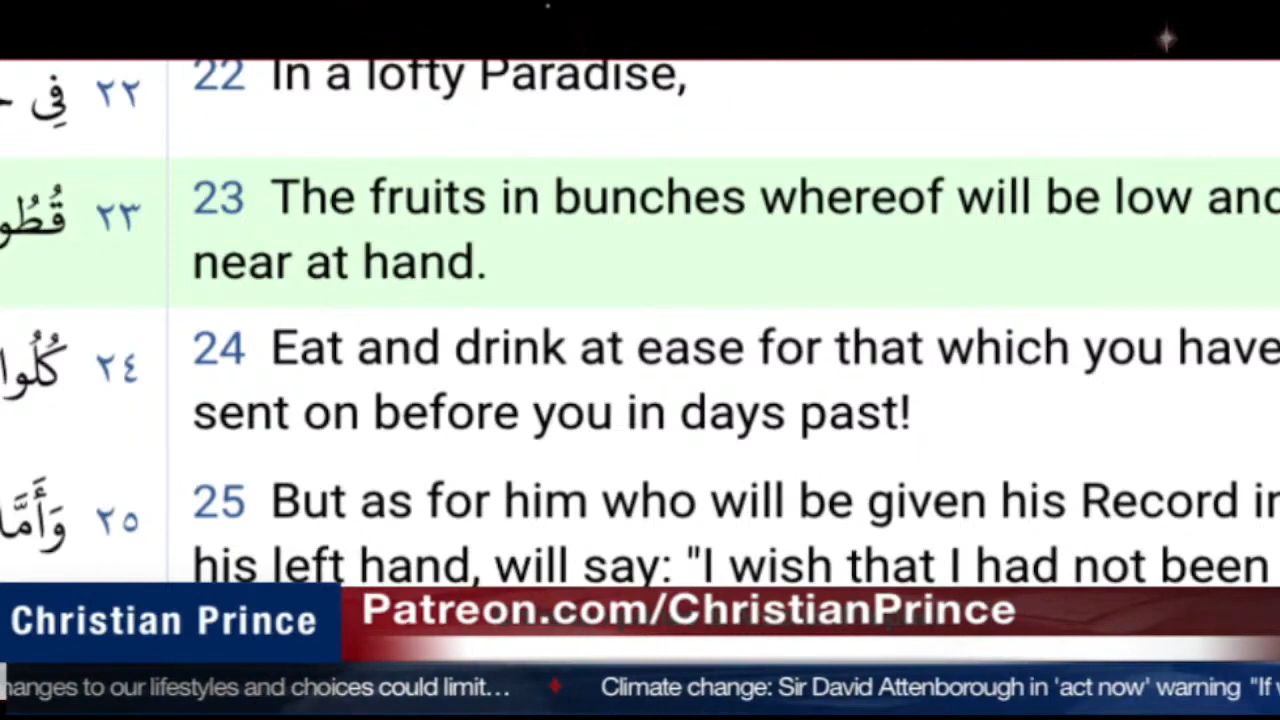 22 In a lofty Paradise,
فِي ٢٢
23 The fruits in bunches whereof will be low and
near at hand.
٢٣
24 Eat and drink at ease for that which you have
sent on before you in days past!
كُلُوا ٢٤
25 But as for him who will be given his Record in
his left hand, will say: "I wish that I had not been
وَأَمَّا ٢٥
Christian Prince
Patreon.com/ChristianPrince
hanges to our lifestyles and choices could limit... ♦ Climate change: Sir David Attenborough in 'act now' warning "If